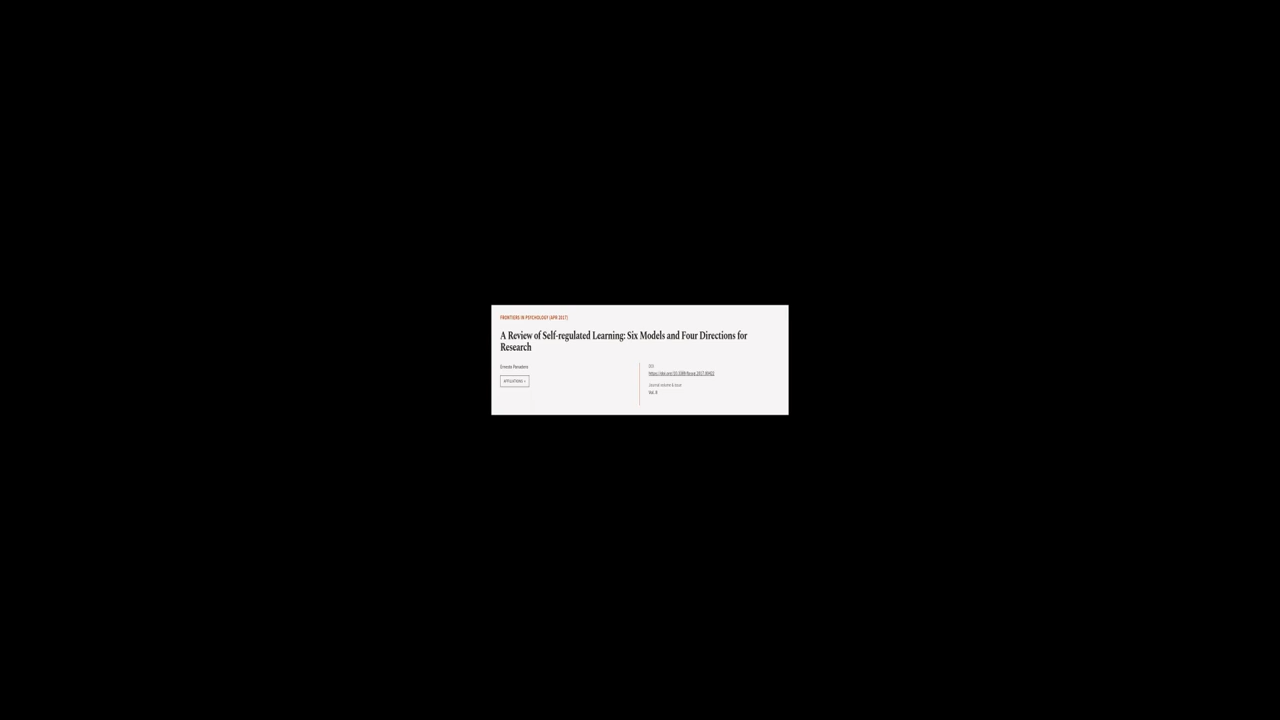 FRONTIERS IN PSYCHOLOGY (APR 2017)
A Review of Self-regulated Learning: Six Models and Four Directions for
Research
Ernesto Panadero
AFFILIATIONS
DOI
https://doi.org/10.3389/fpsyg.2017.00422
Journal volume & issue
Vol. 8